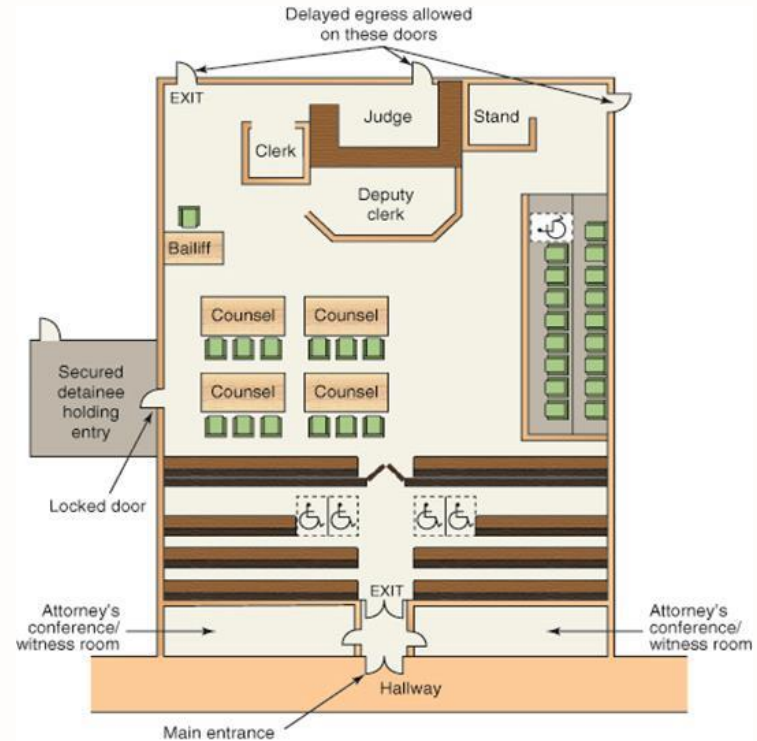 Delayed egress allowed
on these doors
EXIT
Judge
Stand
Clerk
Deputy
clerk
Bailiff
Counsel
Counsel
Secured
detainee
holding
entry
Counsel
Counsel
Locked door
EXIT
Attorney's
conference/
witness room
Attorney's
conference/
witness room
Hallway
Main entrance